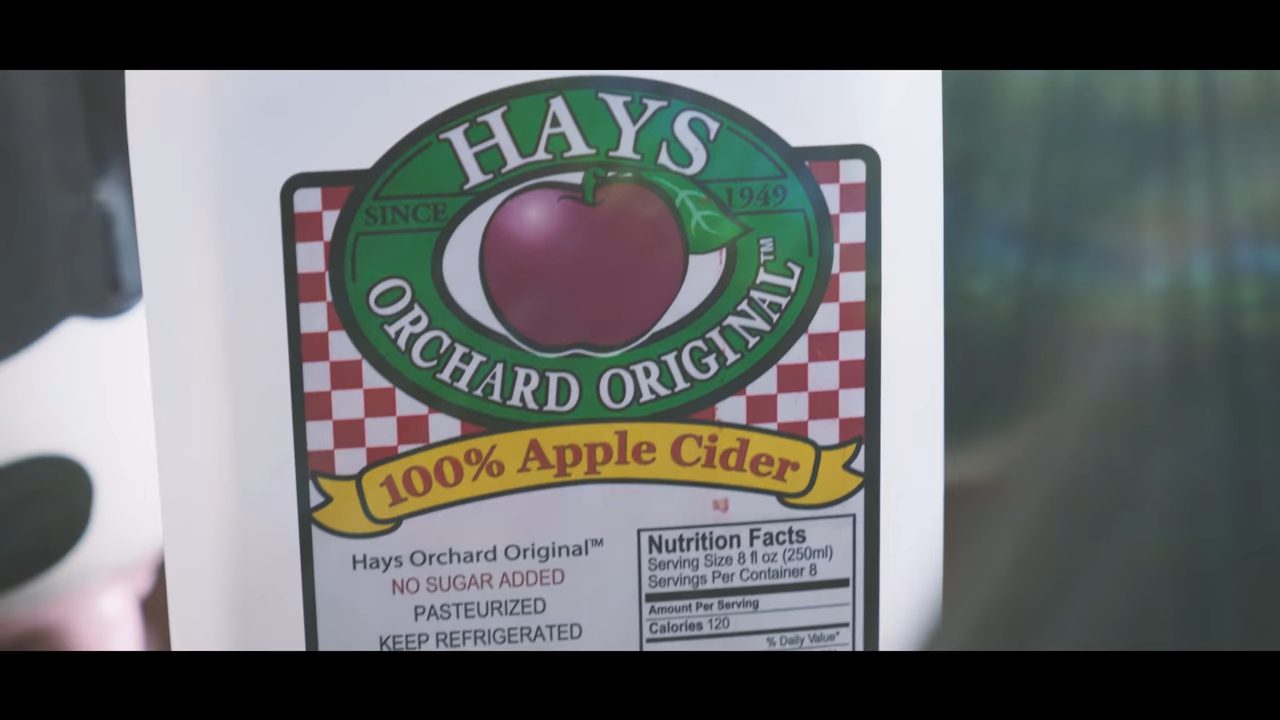 HAYS
SINCE 1949
ORCHARD ORIGINAL™
100% Apple Cider
Hays Orchard Original™
NO SUGAR ADDED
PASTEURIZED
KEEP REFRIGERATED
Nutrition Facts
Serving Size 8 fl oz (250ml)
Servings Per Container 8
Amount Per Serving
Calories 120
% Daily Value*